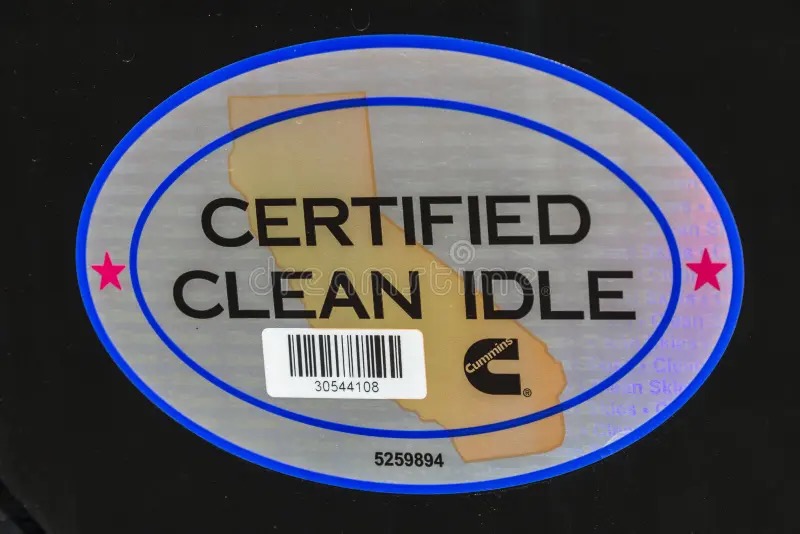 CERTIFIED
CLEAN IDLE
30544108
Cummins
®
5259894